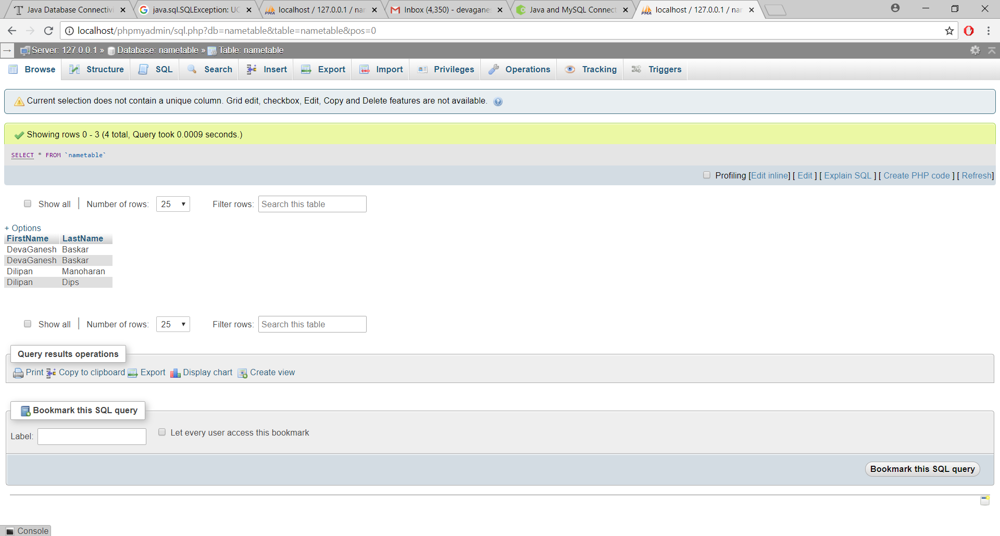 Java Database Connectivi
java.sql.SQLException: UC
localhost / 127.0.0.1 / nar
Inbox (4,350) - devagane
Java and MySQL Connect
localhost / 127.0.0.1 / nar
localhost/phpmyadmin/sql.php?db=nametable&table=nametable&pos=0
Server: 127.0.0.1 » Database: nametable » Table: nametable
Browse Structure SQL Search Insert Export Import Privileges Operations Tracking Triggers
Current selection does not contain a unique column. Grid edit, checkbox, Edit, Copy and Delete features are not available.
Showing rows 0 - 3 (4 total, Query took 0.0009 seconds.)
SELECT * FROM `nametable`
Profiling [Edit inline] [ Edit ] [ Explain SQL ] [ Create PHP code ] [ Refresh]
Show all | Number of rows: 25 Filter rows: Search this table
+ Options
FirstName LastName
DevaGanesh Baskar
DevaGanesh Baskar
Dilipan Manoharan
Dilipan Dips
Show all | Number of rows: 25 Filter rows: Search this table
Query results operations
Print Copy to clipboard Export Display chart Create view
Bookmark this SQL query
Label: Let every user access this bookmark
Bookmark this SQL query
Console